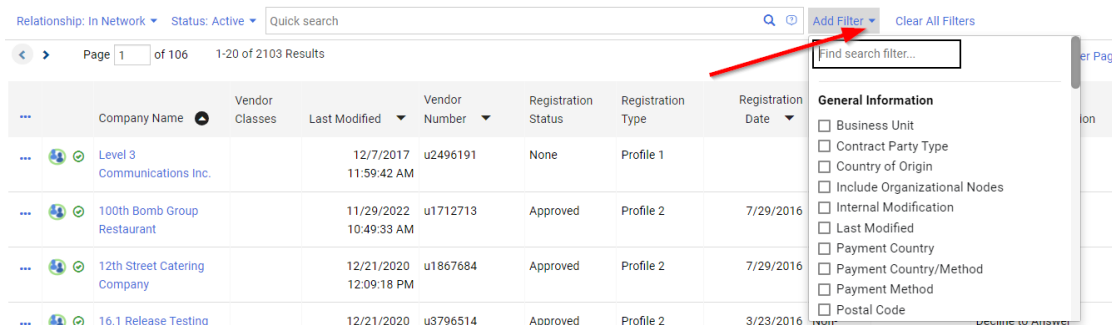 Relationship: In Network Status: Active Quick search Add Filter Clear All Filters
Page 1 of 106 1-20 of 2103 Results
Find search filter...
er Pag
General Information
Business Unit
Contract Party Type
Country of Origin
Include Organizational Nodes
Internal Modification
Last Modified
Payment Country
Payment Country/Method
Payment Method
Postal Code
Company Name
Vendor
Classes
Last Modified
Vendor
Number
Registration
Status
Registration
Type
Registration
Date
ion
Level 3
Communications Inc.
12/7/2017
11:59:42 AM
u2496191
None
Profile 1
100th Bomb Group
Restaurant
11/29/2022
10:49:33 AM
u1712713
Approved
Profile 2
7/29/2016
12th Street Catering
Company
12/21/2020
12:09:18 PM
u1867684
Approved
Profile 2
7/29/2016
16.1 Release Testing
12/21/2020
u3796514
Approved
Profile 2
3/23/2016
Non-
Decline to Answer